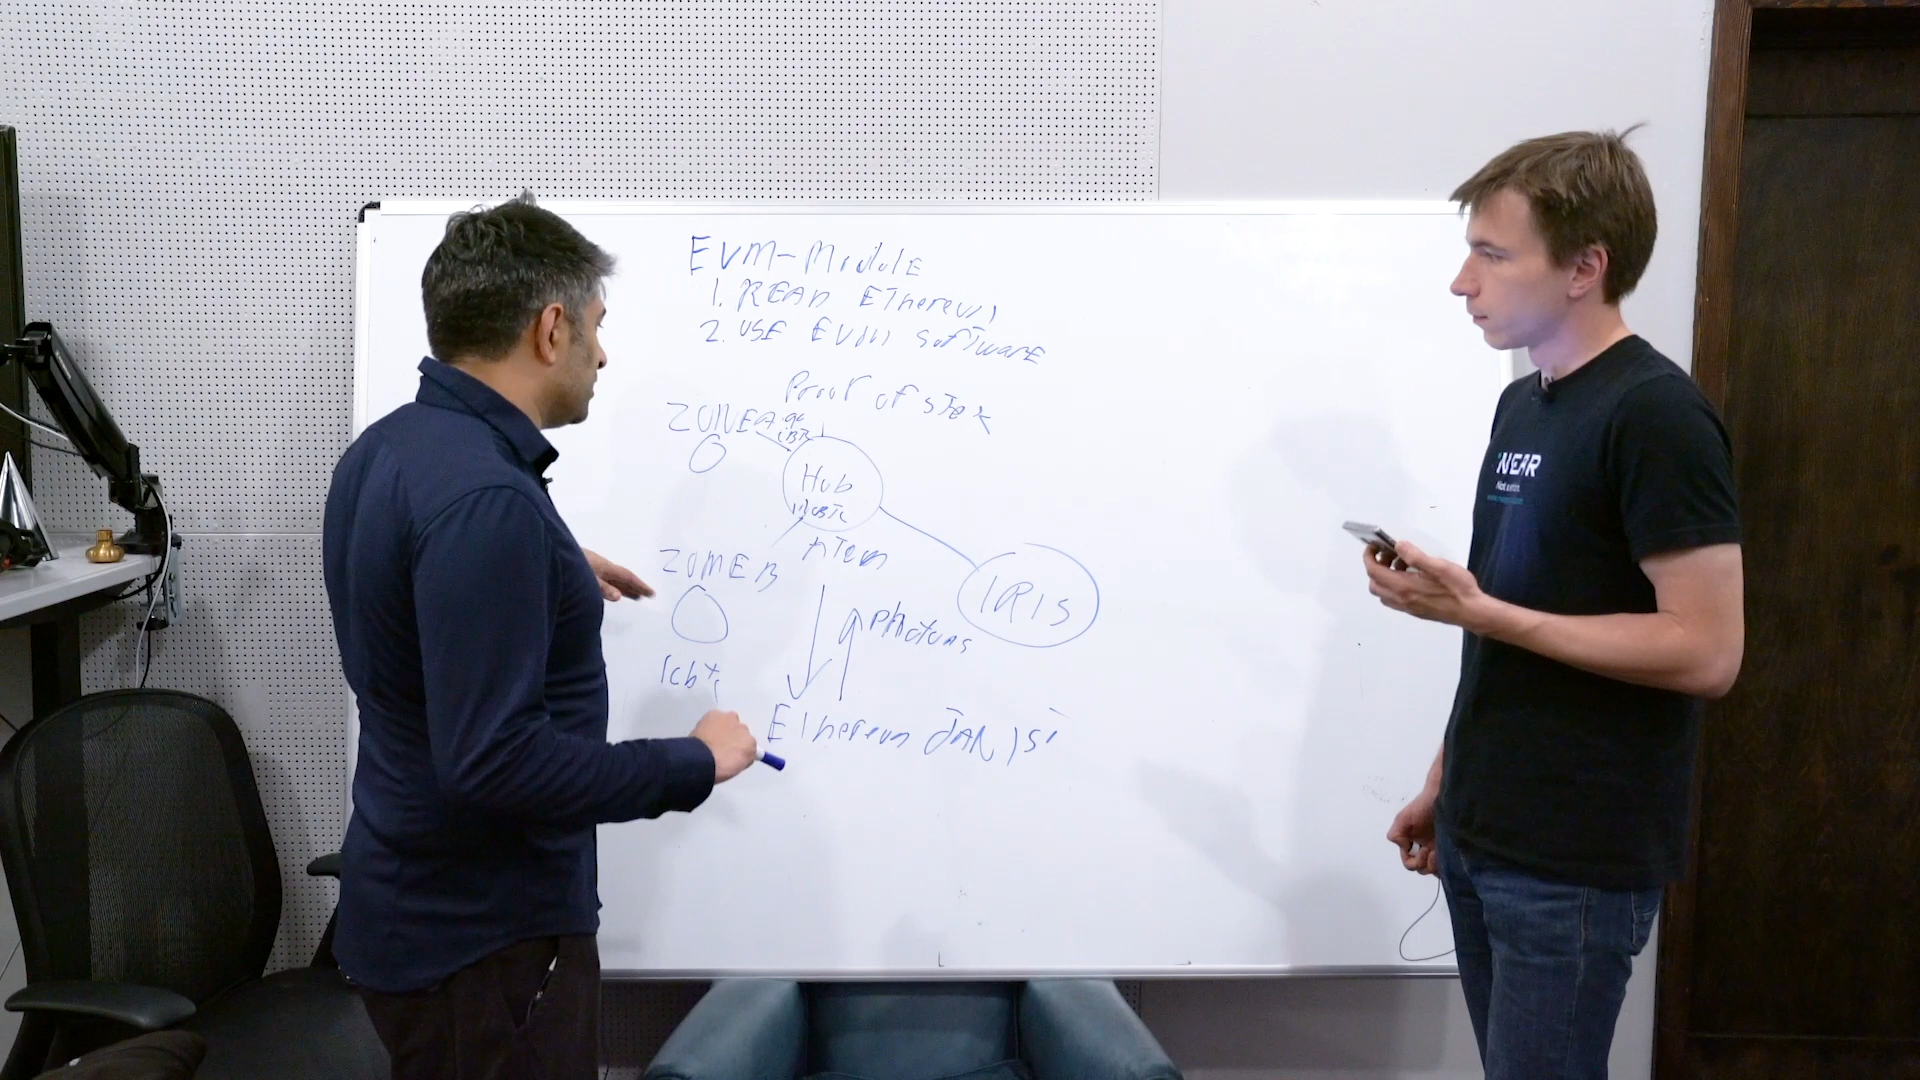 EVM-Module
1. READ Ethereum
2. USE EVM software
Proof of stake
ZONE A
Hub
Atom
ZONE B
IRIS
Photons
1cbtc
Ethereum
NEAR